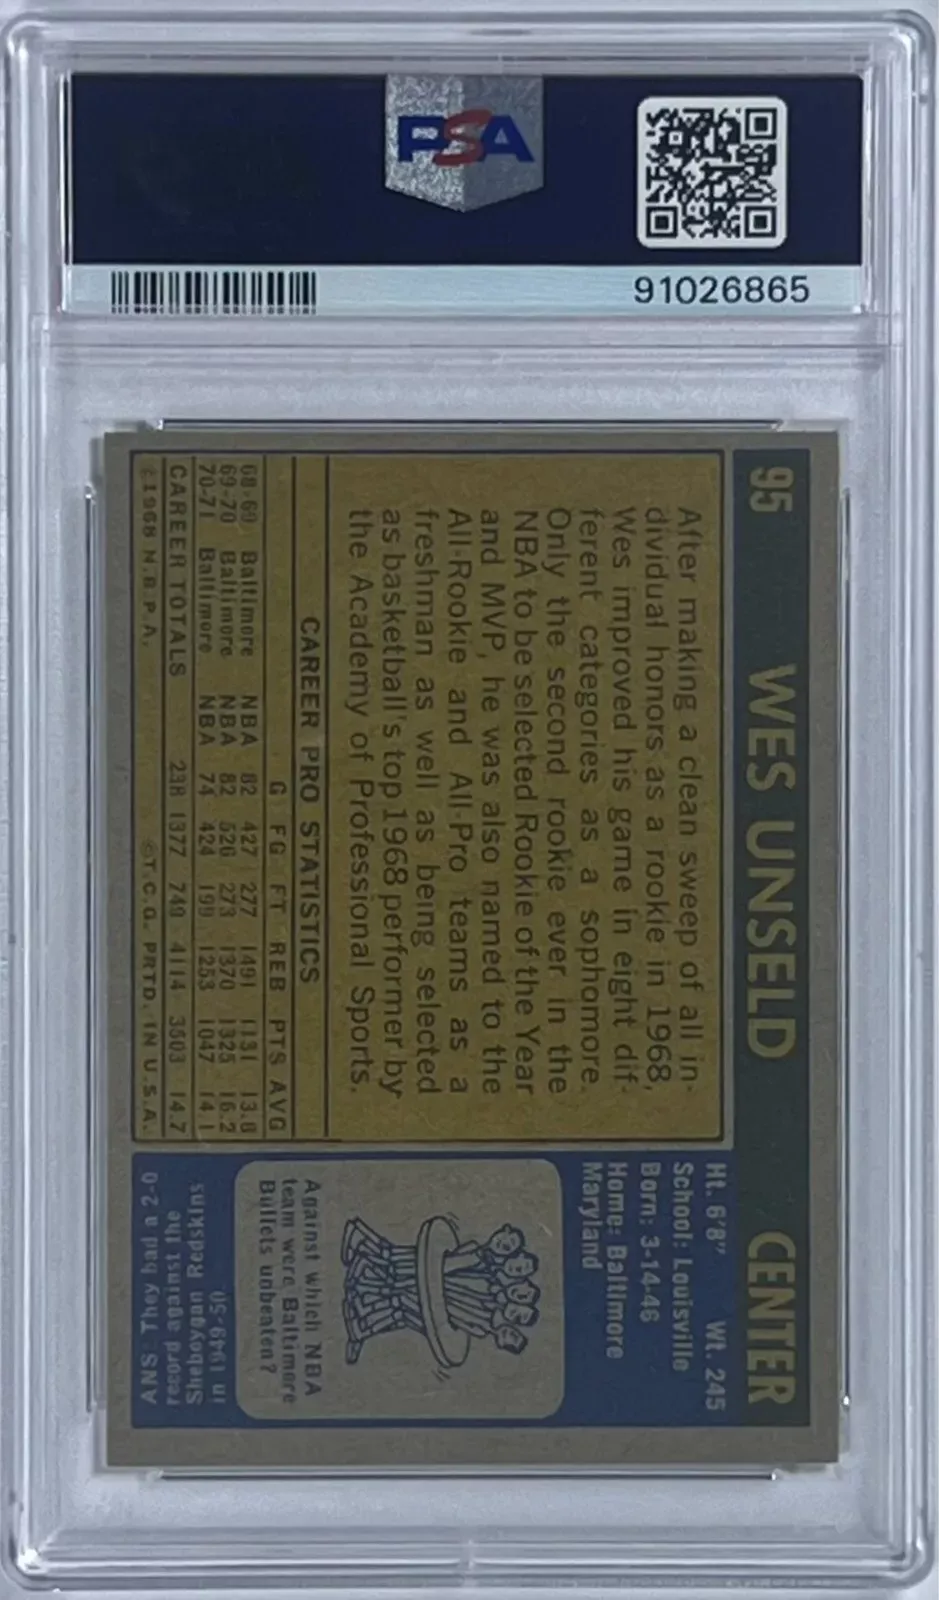 PSA
91026865
95 WES UNSELD CENTER
After making a clean sweep of all in-
dividual honors as a rookie in 1968,
Wes improved his game in eight dif-
ferent categories as a sophomore.
Only the second rookie ever in the
NBA to be selected Rookie of the Year
and MVP, he was also named to the
All-Rookie and All-Pro teams as a
freshman as well as being selected
as basketball's top 1968 performer by
the Academy of Professional Sports.
CAREER PRO STATISTICS
G FG FT REB PTS AVG
68-69 Baltimore NBA 82 427 277 1491 1131 13.8
69-70 Baltimore NBA 82 526 273 1370 1325 16.2
70-71 Baltimore NBA 74 424 199 1253 1047 14.1
CAREER TOTALS 238 1377 749 4114 3503 14.7
©1968 N.B.P.A. ©T.C.G. PRTD. IN U.S.A.
Ht. 6'8" Wt. 245
School: Louisville
Born: 3-14-46
Home: Baltimore
Maryland
Against which NBA
team were Baltimore
Bullets unbeaten?
ANS: They had a 2-0
record against the
Sheboygan Redskins
in 1949-50